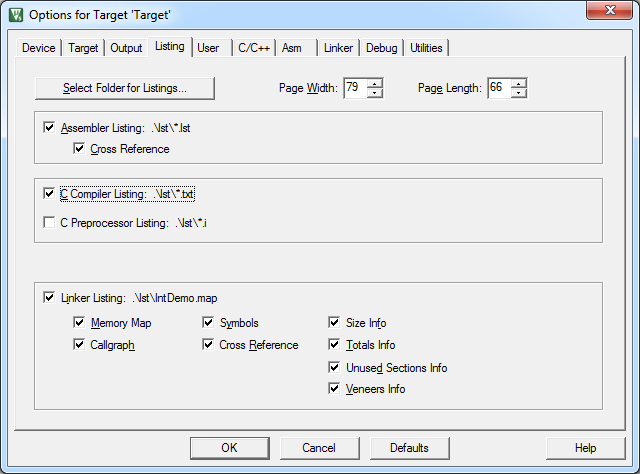 Options for Target 'Target'
Device Target Output Listing User C/C++ Asm Linker Debug Utilities
Select Folder for Listings... Page Width: 79 Page Length: 66
Assembler Listing: .\lst\*.lst
Cross Reference
C Compiler Listing: .\lst\*.txt
C Preprocessor Listing: .\lst\*.i
Linker Listing: .\lst\IntDemo.map
Memory Map Symbols Size Info
Callgraph Cross Reference Totals Info
Unused Sections Info
Veneers Info
OK Cancel Defaults Help